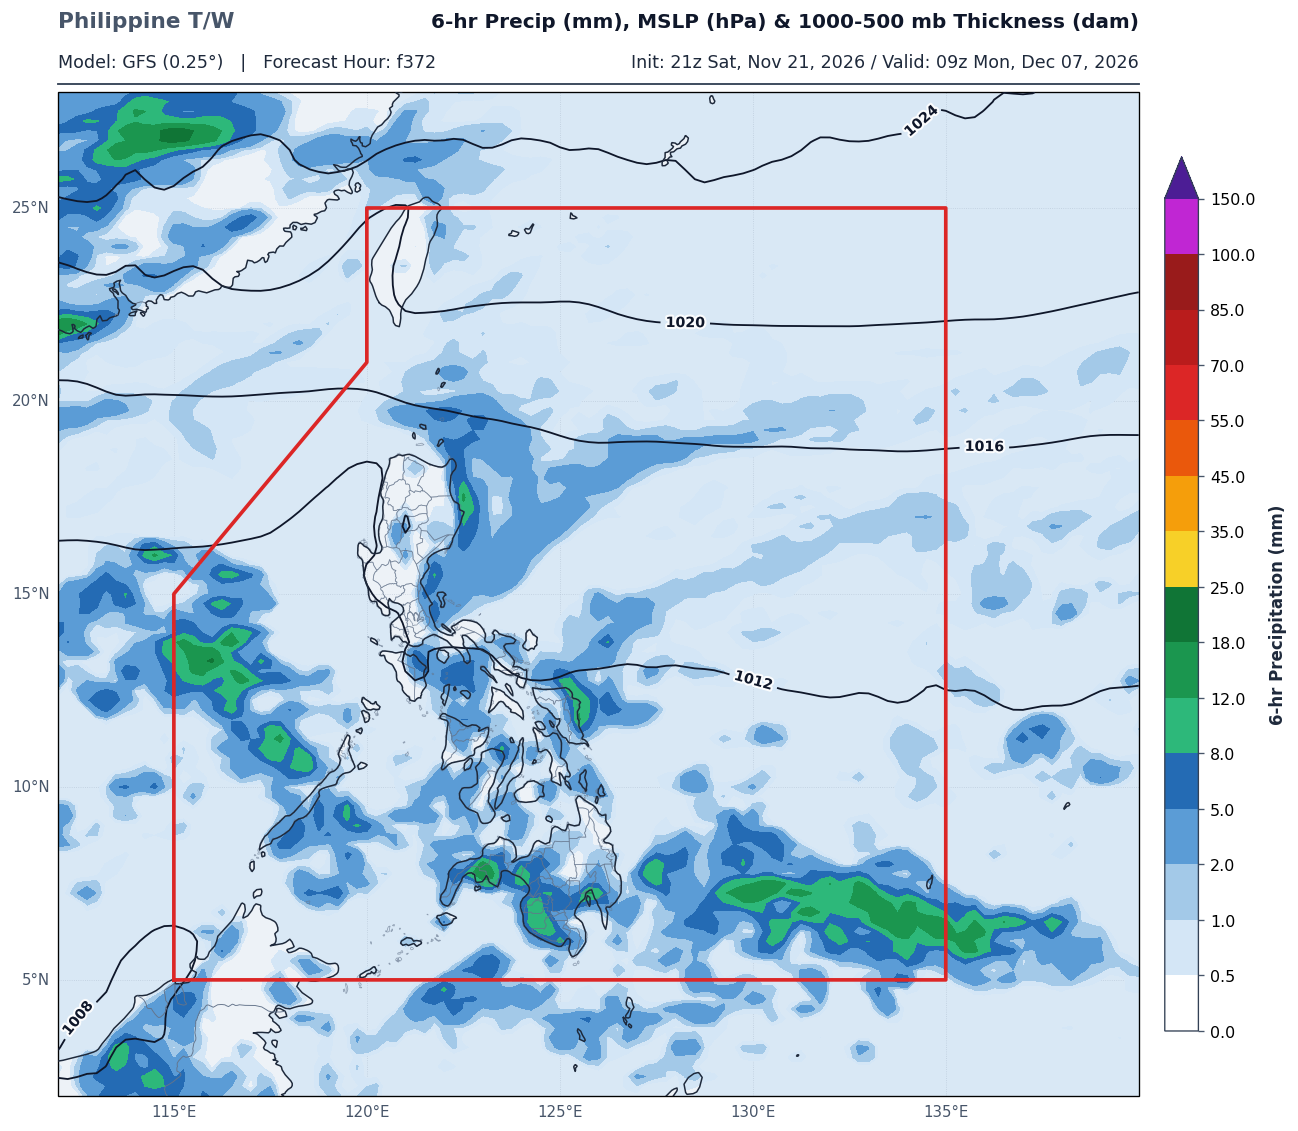 Philippine T/W
6-hr Precip (mm), MSLP (hPa) & 1000-500 mb Thickness (dam)
Model: GFS (0.25°) | Forecast Hour: f372
Init: 21z Sat, Nov 21, 2026 / Valid: 09z Mon, Dec 07, 2026
1024
1020
1016
1012
1008
25°N
20°N
15°N
10°N
5°N
115°E
120°E
125°E
130°E
135°E
150.0
100.0
85.0
70.0
55.0
45.0
35.0
25.0
18.0
12.0
8.0
5.0
2.0
1.0
0.5
0.0
6-hr Precipitation (mm)